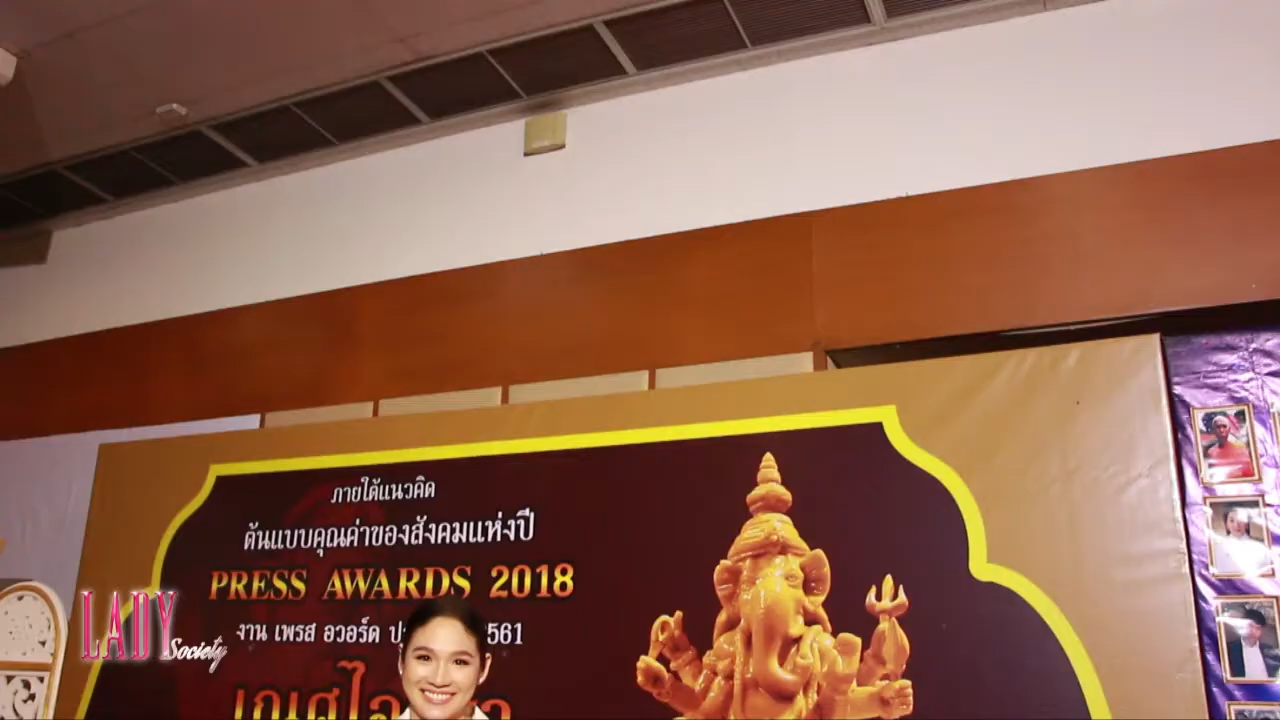 ภายใต้แนวคิด
ต้นแบบคุณค่าของสังคมแห่งปี
PRESS AWARDS 2018
งาน เพรส อวอร์ด
LADY
Society